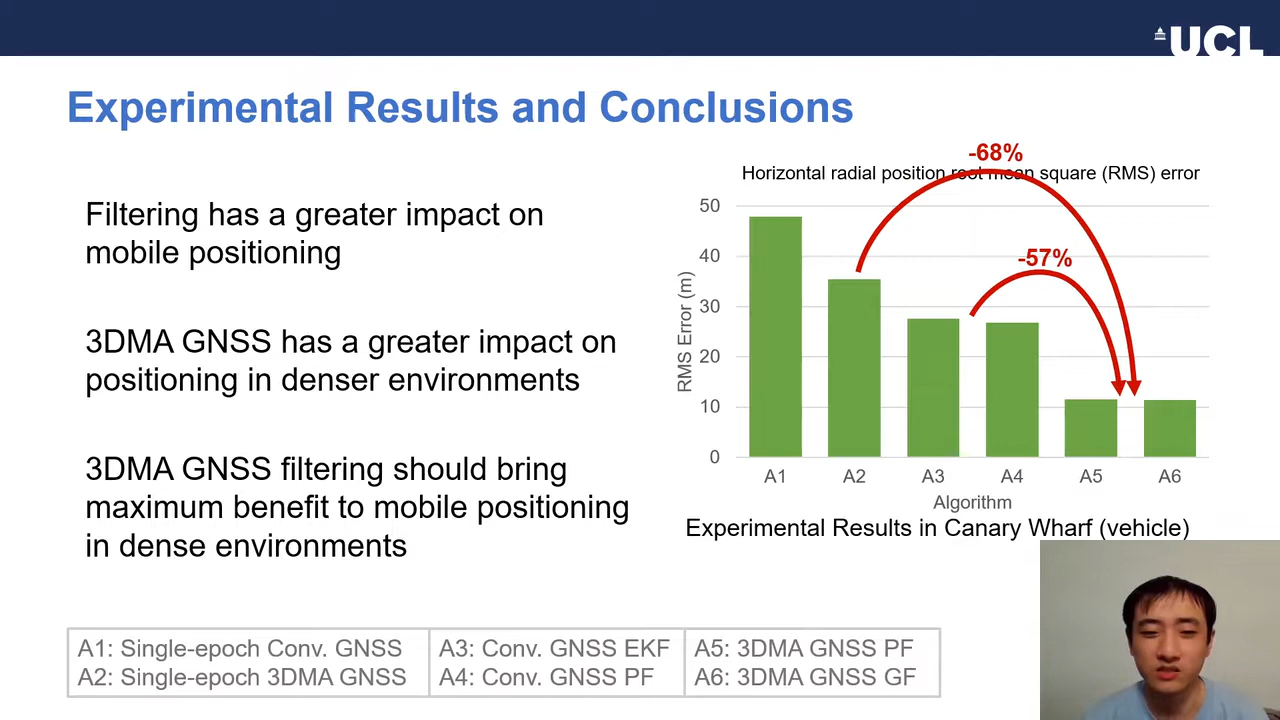 UCL
Experimental Results and Conclusions
Filtering has a greater impact on
mobile positioning
3DMA GNSS has a greater impact on
positioning in denser environments
3DMA GNSS filtering should bring
maximum benefit to mobile positioning
in dense environments
-68%
Horizontal radial position root mean square (RMS) error
-57%
RMS Error (m)
50
40
30
20
10
0
A1 A2 A3 A4 A5 A6
Algorithm
Experimental Results in Canary Wharf (vehicle)
A1: Single-epoch Conv. GNSS
A2: Single-epoch 3DMA GNSS
A3: Conv. GNSS EKF
A4: Conv. GNSS PF
A5: 3DMA GNSS PF
A6: 3DMA GNSS GF